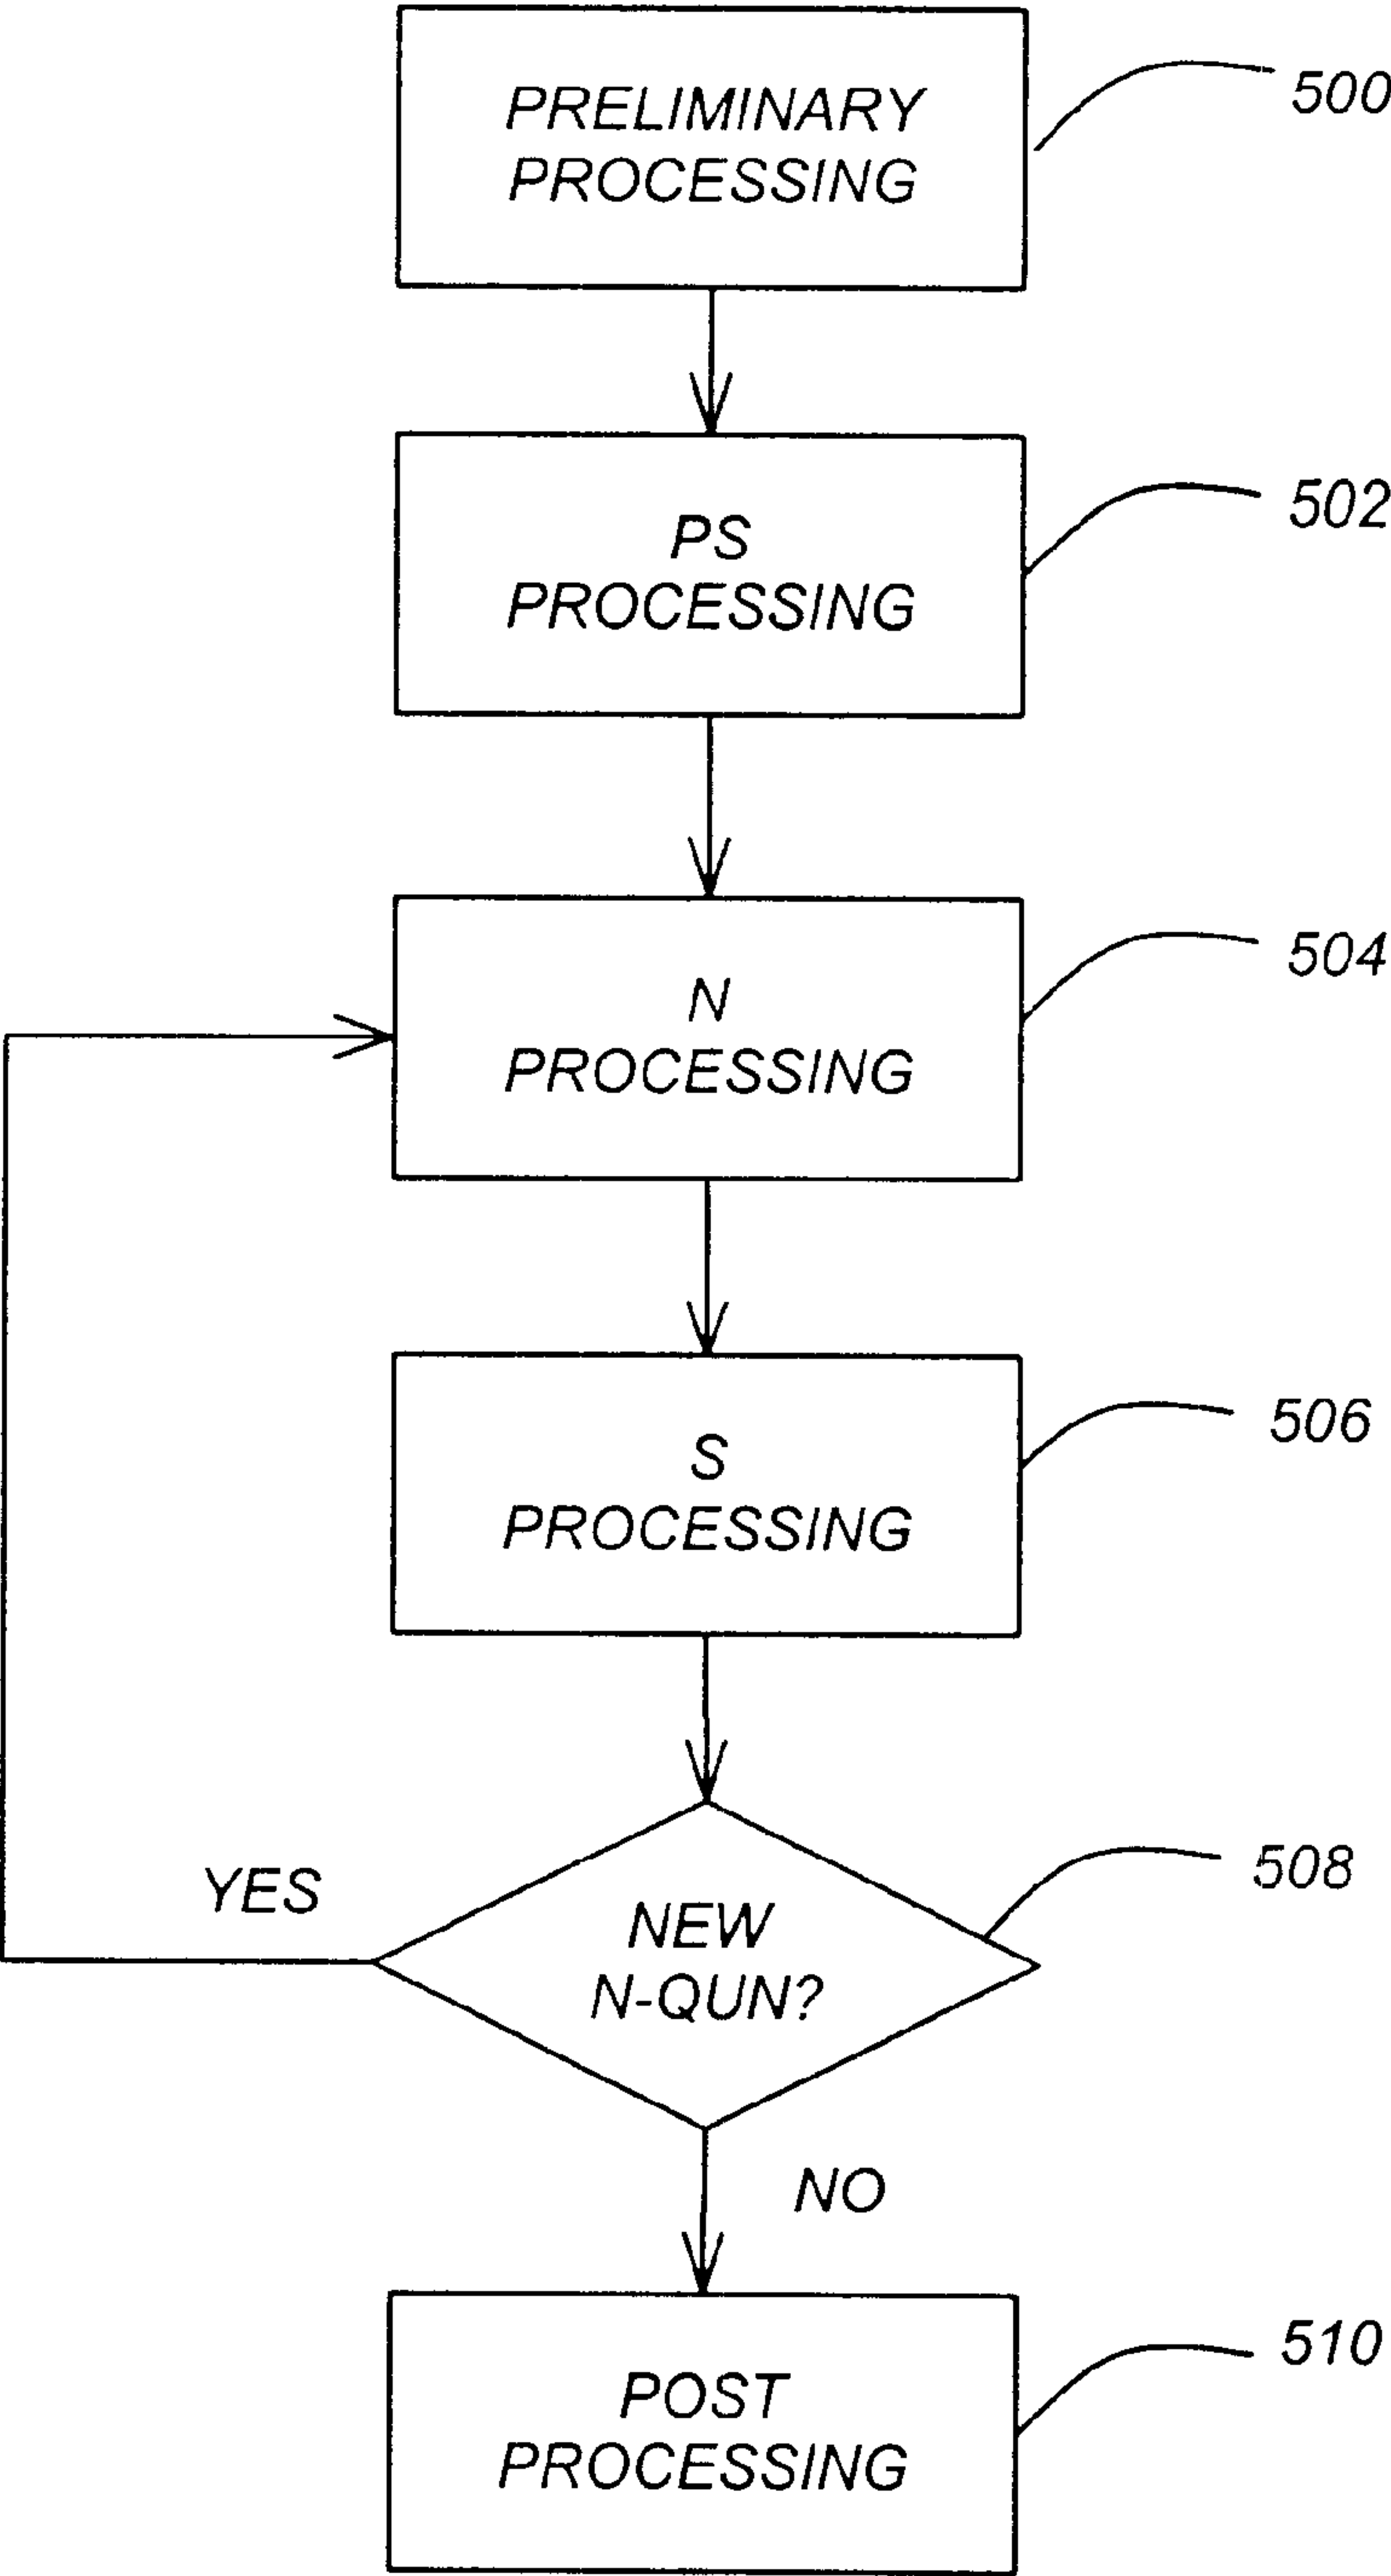 PRELIMINARY
PROCESSING
500
PS
PROCESSING
502
N
PROCESSING
504
S
PROCESSING
506
YES
NEW
N-QUN?
508
NO
POST
PROCESSING
510